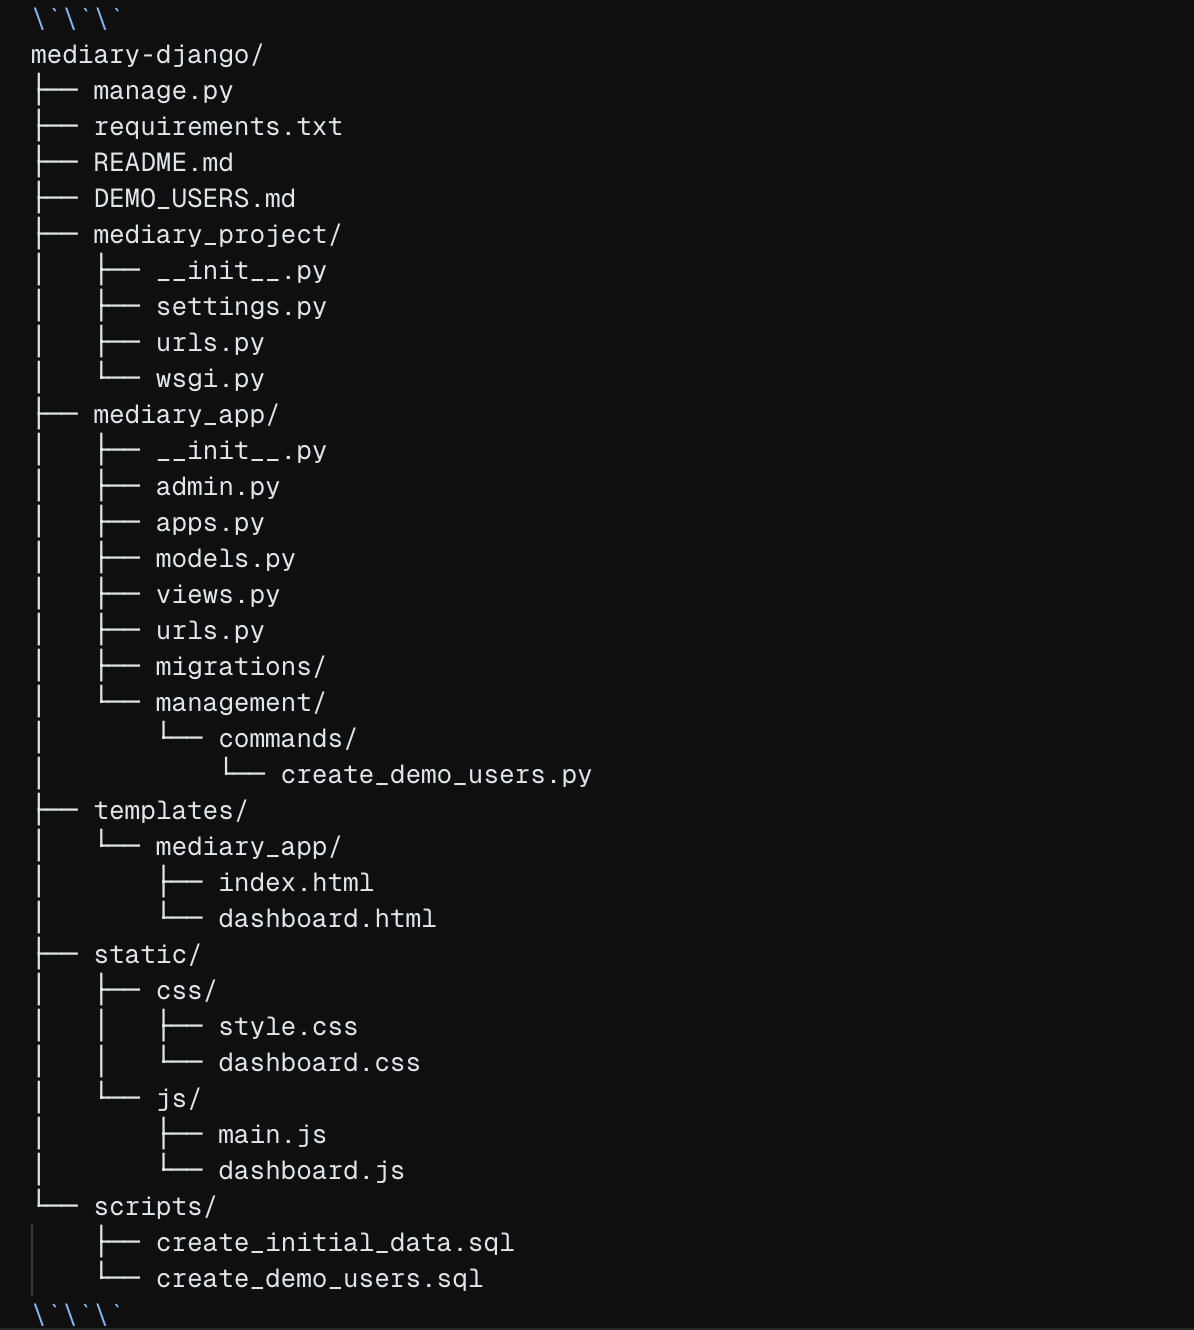 \`\`\`
mediary-django/
├── manage.py
├── requirements.txt
├── README.md
├── DEMO_USERS.md
├── mediary_project/
│   ├── __init__.py
│   ├── settings.py
│   ├── urls.py
│   └── wsgi.py
├── mediary_app/
│   ├── __init__.py
│   ├── admin.py
│   ├── apps.py
│   ├── models.py
│   ├── views.py
│   ├── urls.py
│   ├── migrations/
│   └── management/
│       └── commands/
│           └── create_demo_users.py
├── templates/
│   └── mediary_app/
│       ├── index.html
│       └── dashboard.html
├── static/
│   ├── css/
│   │   ├── style.css
│   │   └── dashboard.css
│   └── js/
│       ├── main.js
│       └── dashboard.js
└── scripts/
    ├── create_initial_data.sql
    └── create_demo_users.sql
\`\`\`